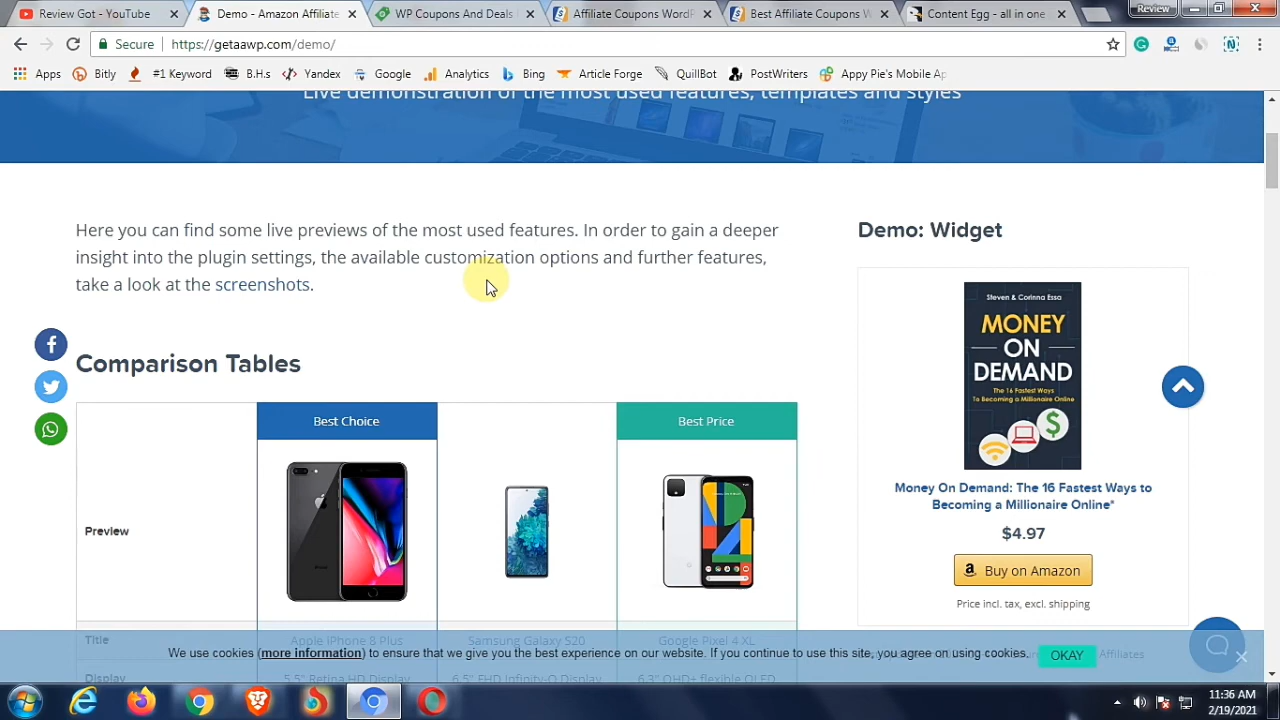 Review Got - YouTube
Demo - Amazon Affiliate
WP Coupon And Deals
Affiliate Coupons WordP
Best Affiliate Coupons W
Content Egg - all in one
Review
Secure
https://getaawp.com/demo/
Apps
Bitly
#1 Keyword
B.H.s
Yandex
Google
Analytics
Bing
Article Forge
QuillBot
PostWriters
Appy Pie's Mobile Ap
Live demonstration of the most used features, templates and styles
Here you can find some live previews of the most used features. In order to gain a deeper
insight into the plugin settings, the available customization options and further features,
take a look at the screenshots.
Comparison Tables
Best Choice
Best Price
Preview
Title
Apple iPhone 8 Plus
Samsung Galaxy S20
Google Pixel 4 XL
Display
5.5" Retina HD Display
6.5" FHD Infinity-O Display
6.3" QHD+ flexible OLED
Demo: Widget
Steven & Corinna Essa
MONEY
ON
DEMAND
The 16 Fastest Ways
To Becoming a Millionaire Online
Money On Demand: The 16 Fastest Ways to
Becoming a Millionaire Online*
$4.97
Buy on Amazon
Price incl. tax, excl. shipping
Affiliates
We use cookies (more information) to ensure that we give you the best experience on our website. If you continue to use this site, you agree on using cookies.
OKAY
11:36 AM
2/19/2021